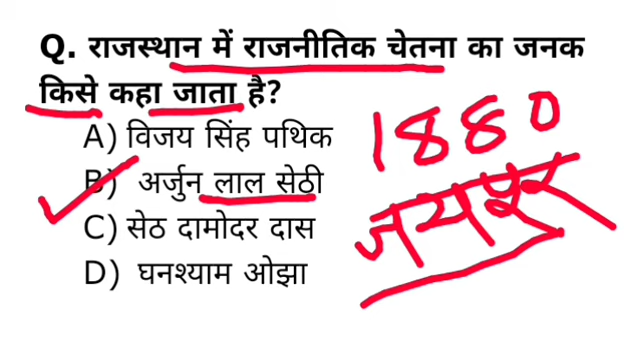 Q. राजस्थान में राजनीतिक चेतना का जनक
किसे कहा जाता है?
A) विजय सिंह पथिक
B) अर्जुन लाल सेठी
C) सेठ दामोदर दास
D) घनश्याम ओझा
1880
जयपुर